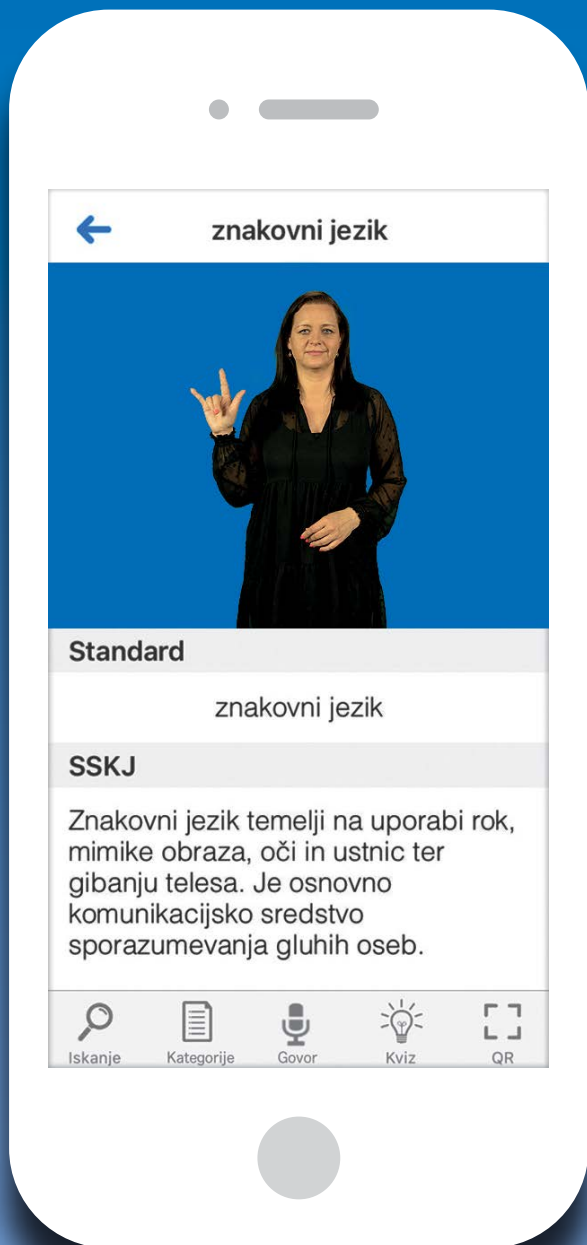 znakovni jezik
Standard
znakovni jezik
SSKJ
Znakovni jezik temelji na uporabi rok,
mimike obraza, oči in ustnic ter
gibanju telesa. Je osnovno
komunikacijsko sredstvo
sporazumevanja gluhih oseb.
Iskanje Kategorije Govor Kviz QR